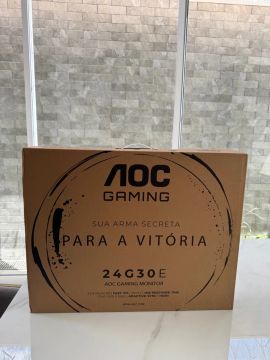 AOC
GAMING
SUA ARMA SECRETA
PARA A VITÓRIA
24G30E
AOC GAMING MONITOR